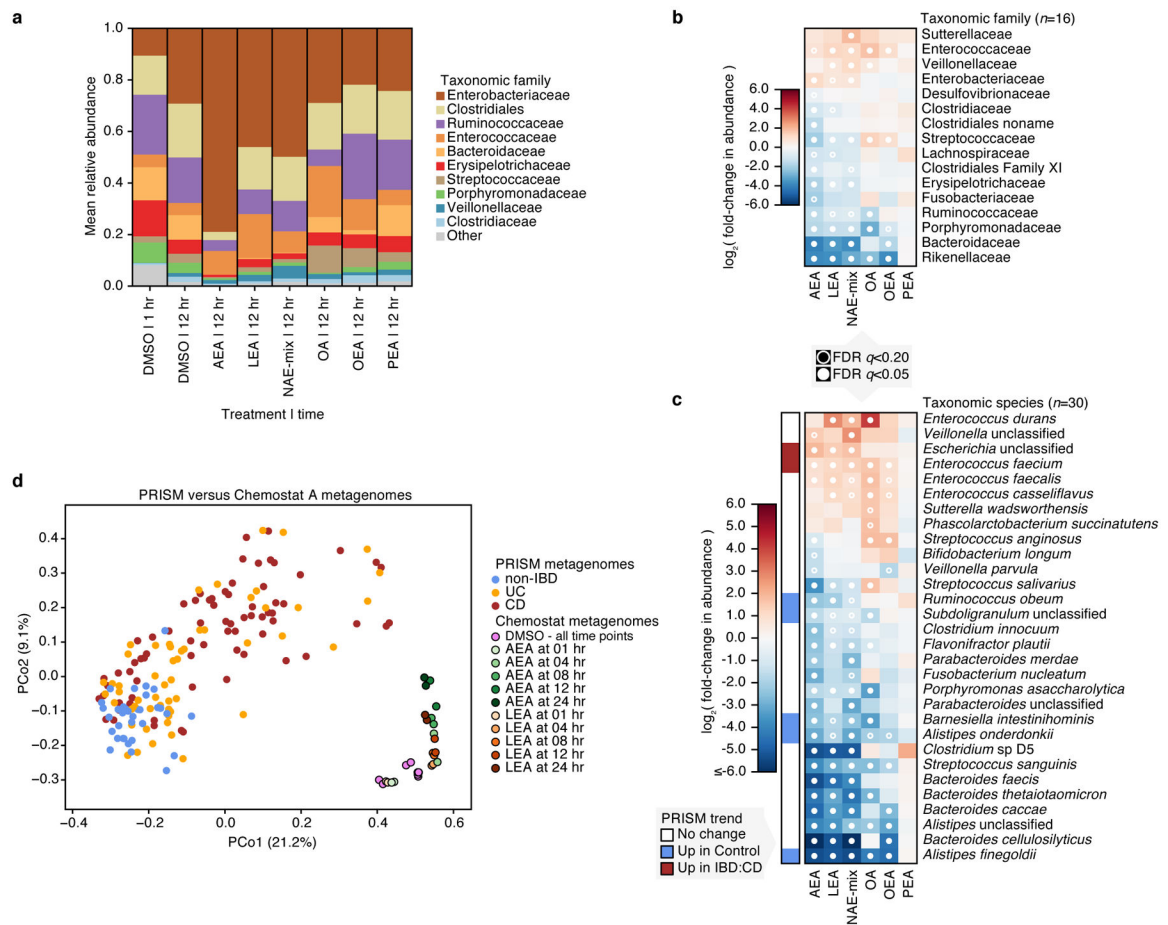 a
1.0
0.8
0.6
0.4
0.2
0.0
Mean relative abundance
DMSO | 1 hr
DMSO | 12 hr
AEA | 12 hr
LEA | 12 hr
NAE-mix | 12 hr
OA | 12 hr
OEA | 12 hr
PEA | 12 hr
Treatment | time
Taxonomic family
Enterobacteriaceae
Clostridiales
Ruminococcaceae
Enterococcaceae
Bacteroidaceae
Erysipelotrichaceae
Streptococcaceae
Porphyromonadaceae
Veillonellaceae
Clostridiaceae
Other
b
Taxonomic family (n=16)
Sutterellaceae
Enterococcaceae
Veillonellaceae
Enterobacteriaceae
Desulfovibrionaceae
Clostridiaceae
Clostridiales noname
Streptococcaceae
Lachnospiraceae
Clostridiales Family XI
Erysipelotrichaceae
Fusobacteriaceae
Ruminococcaceae
Porphyromonadaceae
Bacteroidaceae
Rikenellaceae
log2( fold-change in abundance )
6.0
4.0
2.0
0.0
-2.0
-4.0
-6.0
AEA
LEA
NAE-mix
OA
OEA
PEA
FDR q<0.20
FDR q<0.05
c
Taxonomic species (n=30)
Enterococcus durans
Veillonella unclassified
Escherichia unclassified
Enterococcus faecium
Enterococcus faecalis
Enterococcus casseliflavus
Sutterella wadsworthensis
Phascolarctobacterium succinatutens
Streptococcus anginosus
Bifidobacterium longum
Veillonella parvula
Streptococcus salivarius
Ruminococcus obeum
Subdoligranulum unclassified
Clostridium innocuum
Flavonifractor plautii
Parabacteroides merdae
Fusobacterium nucleatum
Porphyromonas asaccharolytica
Parabacteroides unclassified
Barnesiella intestinihominis
Alistipes onderdonkii
Clostridium sp D5
Streptococcus sanguinis
Bacteroides faecis
Bacteroides thetaiotaomicron
Bacteroides caccae
Alistipes unclassified
Bacteroides cellulosilyticus
Alistipes finegoldii
log2( fold-change in abundance )
6.0
5.0
4.0
3.0
2.0
1.0
0.0
-1.0
-2.0
-3.0
-4.0
-5.0
≤-6.0
AEA
LEA
NAE-mix
OA
OEA
PEA
PRISM trend
No change
Up in Control
Up in IBD:CD
d
PRISM versus Chemostat A metagenomes
0.4
0.3
0.2
0.1
0.0
−0.1
−0.2
−0.3
PCo2 (9.1%)
−0.4
−0.2
0.0
0.2
0.4
0.6
PCo1 (21.2%)
PRISM metagenomes
non-IBD
UC
CD
Chemostat metagenomes
DMSO - all time points
AEA at 01 hr
AEA at 04 hr
AEA at 08 hr
AEA at 12 hr
AEA at 24 hr
LEA at 01 hr
LEA at 04 hr
LEA at 08 hr
LEA at 12 hr
LEA at 24 hr